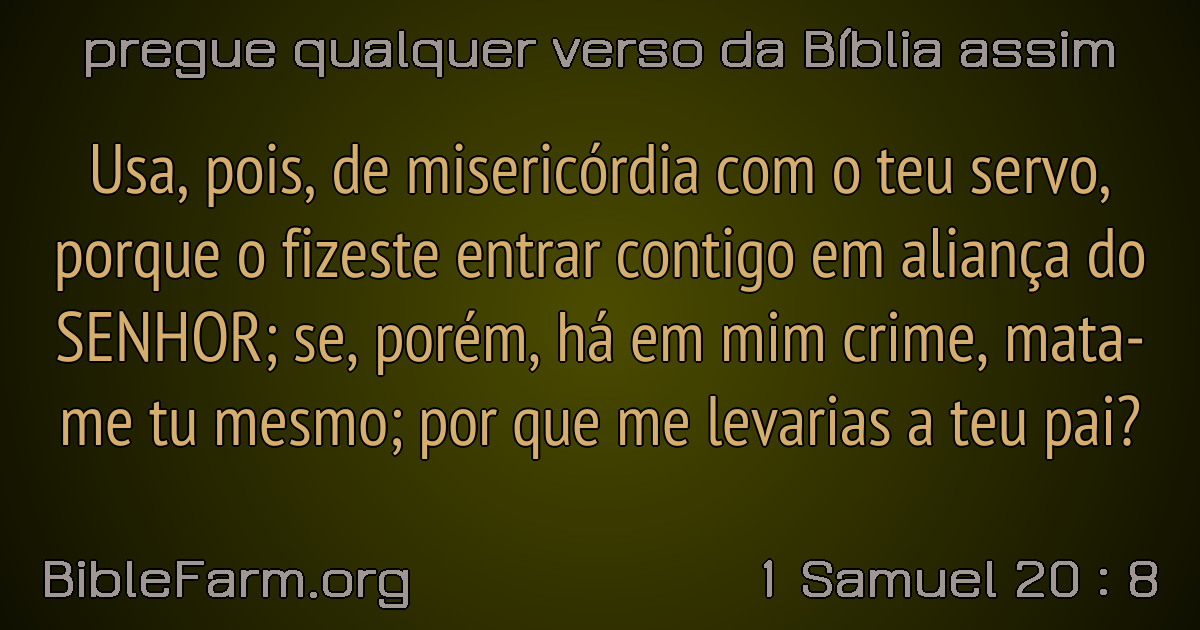 pregue qualquer verso da Bíblia assim
Usa, pois, de misericórdia com o teu servo,
porque o fizeste entrar contigo em aliança do
SENHOR; se, porém, há em mim crime, mata-
me tu mesmo; por que me levarias a teu pai?
BibleFarm.org
1 Samuel 20 : 8